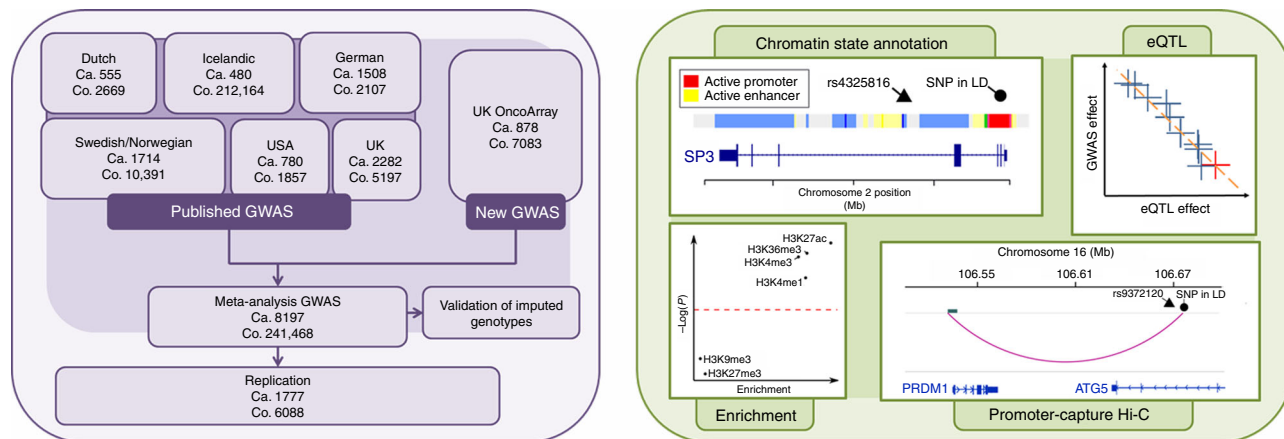 Dutch
Ca. 555
Co. 2669
Icelandic
Ca. 480
Co. 212,164
German
Ca. 1508
Co. 2107
Swedish/Norwegian
Ca. 1714
Co. 10,391
USA
Ca. 780
Co. 1857
UK
Ca. 2282
Co. 5197
UK OncoArray
Ca. 878
Co. 7083
Published GWAS
New GWAS
Meta-analysis GWAS
Ca. 8197
Co. 241,468
Validation of imputed
genotypes
Replication
Ca. 1777
Co. 6088
Chromatin state annotation
Active promoter
Active enhancer
rs4325816
SNP in LD
SP3
Chromosome 2 position
(Mb)
eQTL
GWAS effect
eQTL effect
H3K27ac
H3K36me3
H3K4me3
H3K4me1
–Log(P)
H3K9me3
H3K27me3
Enrichment
Enrichment
Chromosome 16 (Mb)
106.55 106.61 106.67
rs9372120
SNP in LD
PRDM1 ATG5
Promoter-capture Hi-C